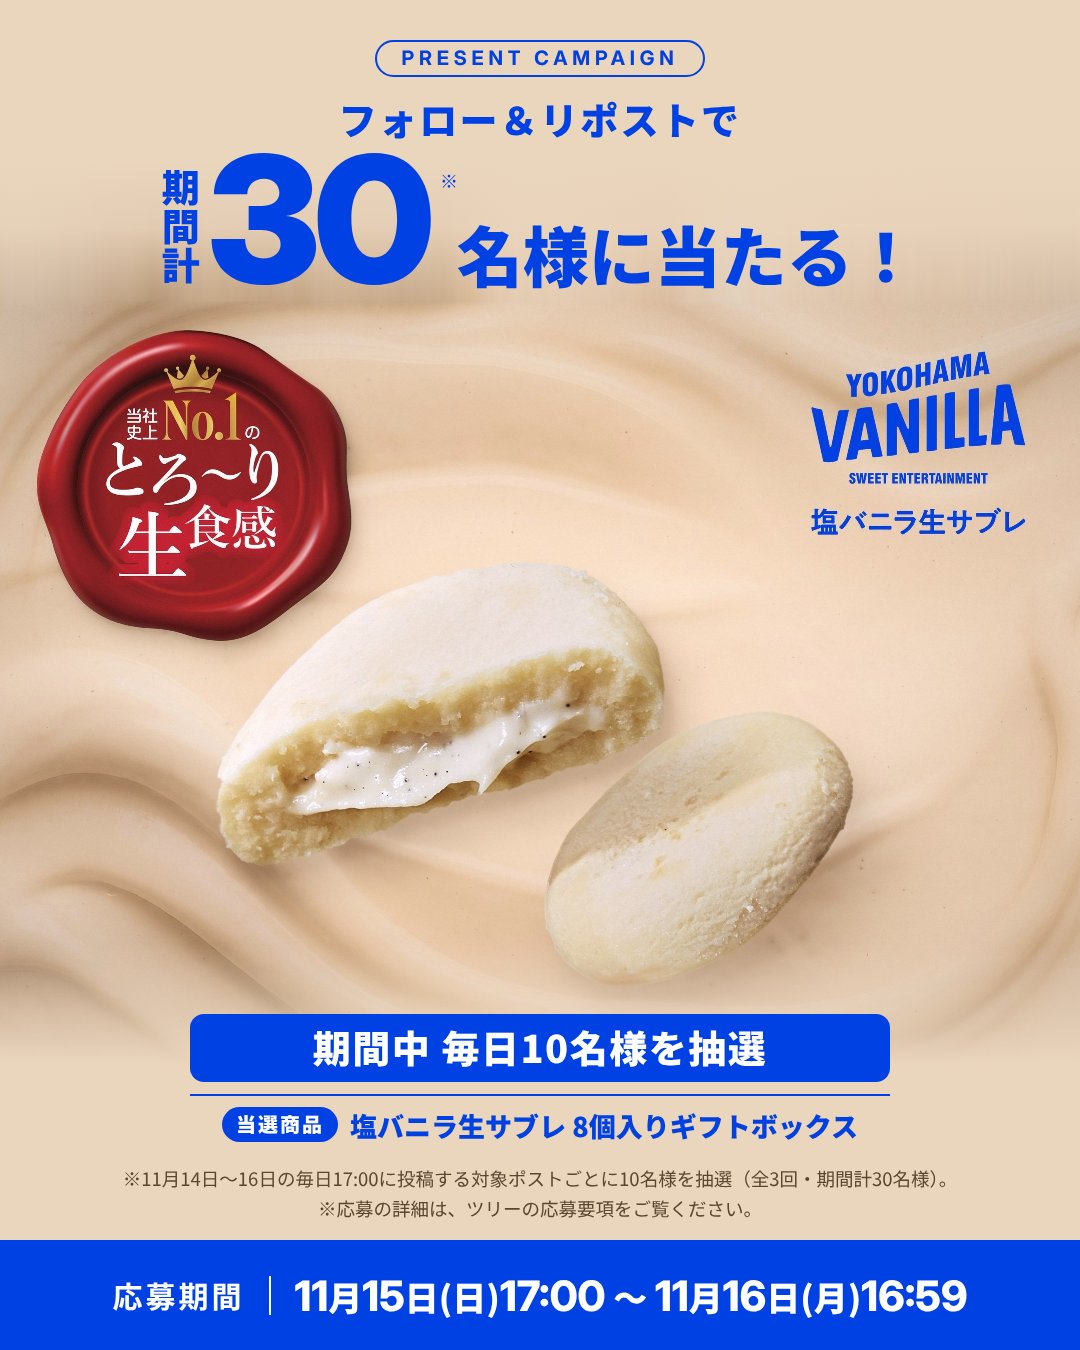 PRESENT CAMPAIGN
フォロー＆リポストで
期間計30※名様に当たる！
当社史上No.1の
とろ〜り
生食感
YOKOHAMA
VANILLA
SWEET ENTERTAINMENT
塩バニラ生サブレ
期間中 毎日10名様を抽選
当選商品 塩バニラ生サブレ 8個入りギフトボックス
※11月14日〜16日の毎日17:00に投稿する対象ポストごとに10名様を抽選（全3回・期間計30名様）。
※応募の詳細は、ツリーの応募要項をご覧ください。
応募期間 11月15日(日)17:00 〜 11月16日(月)16:59